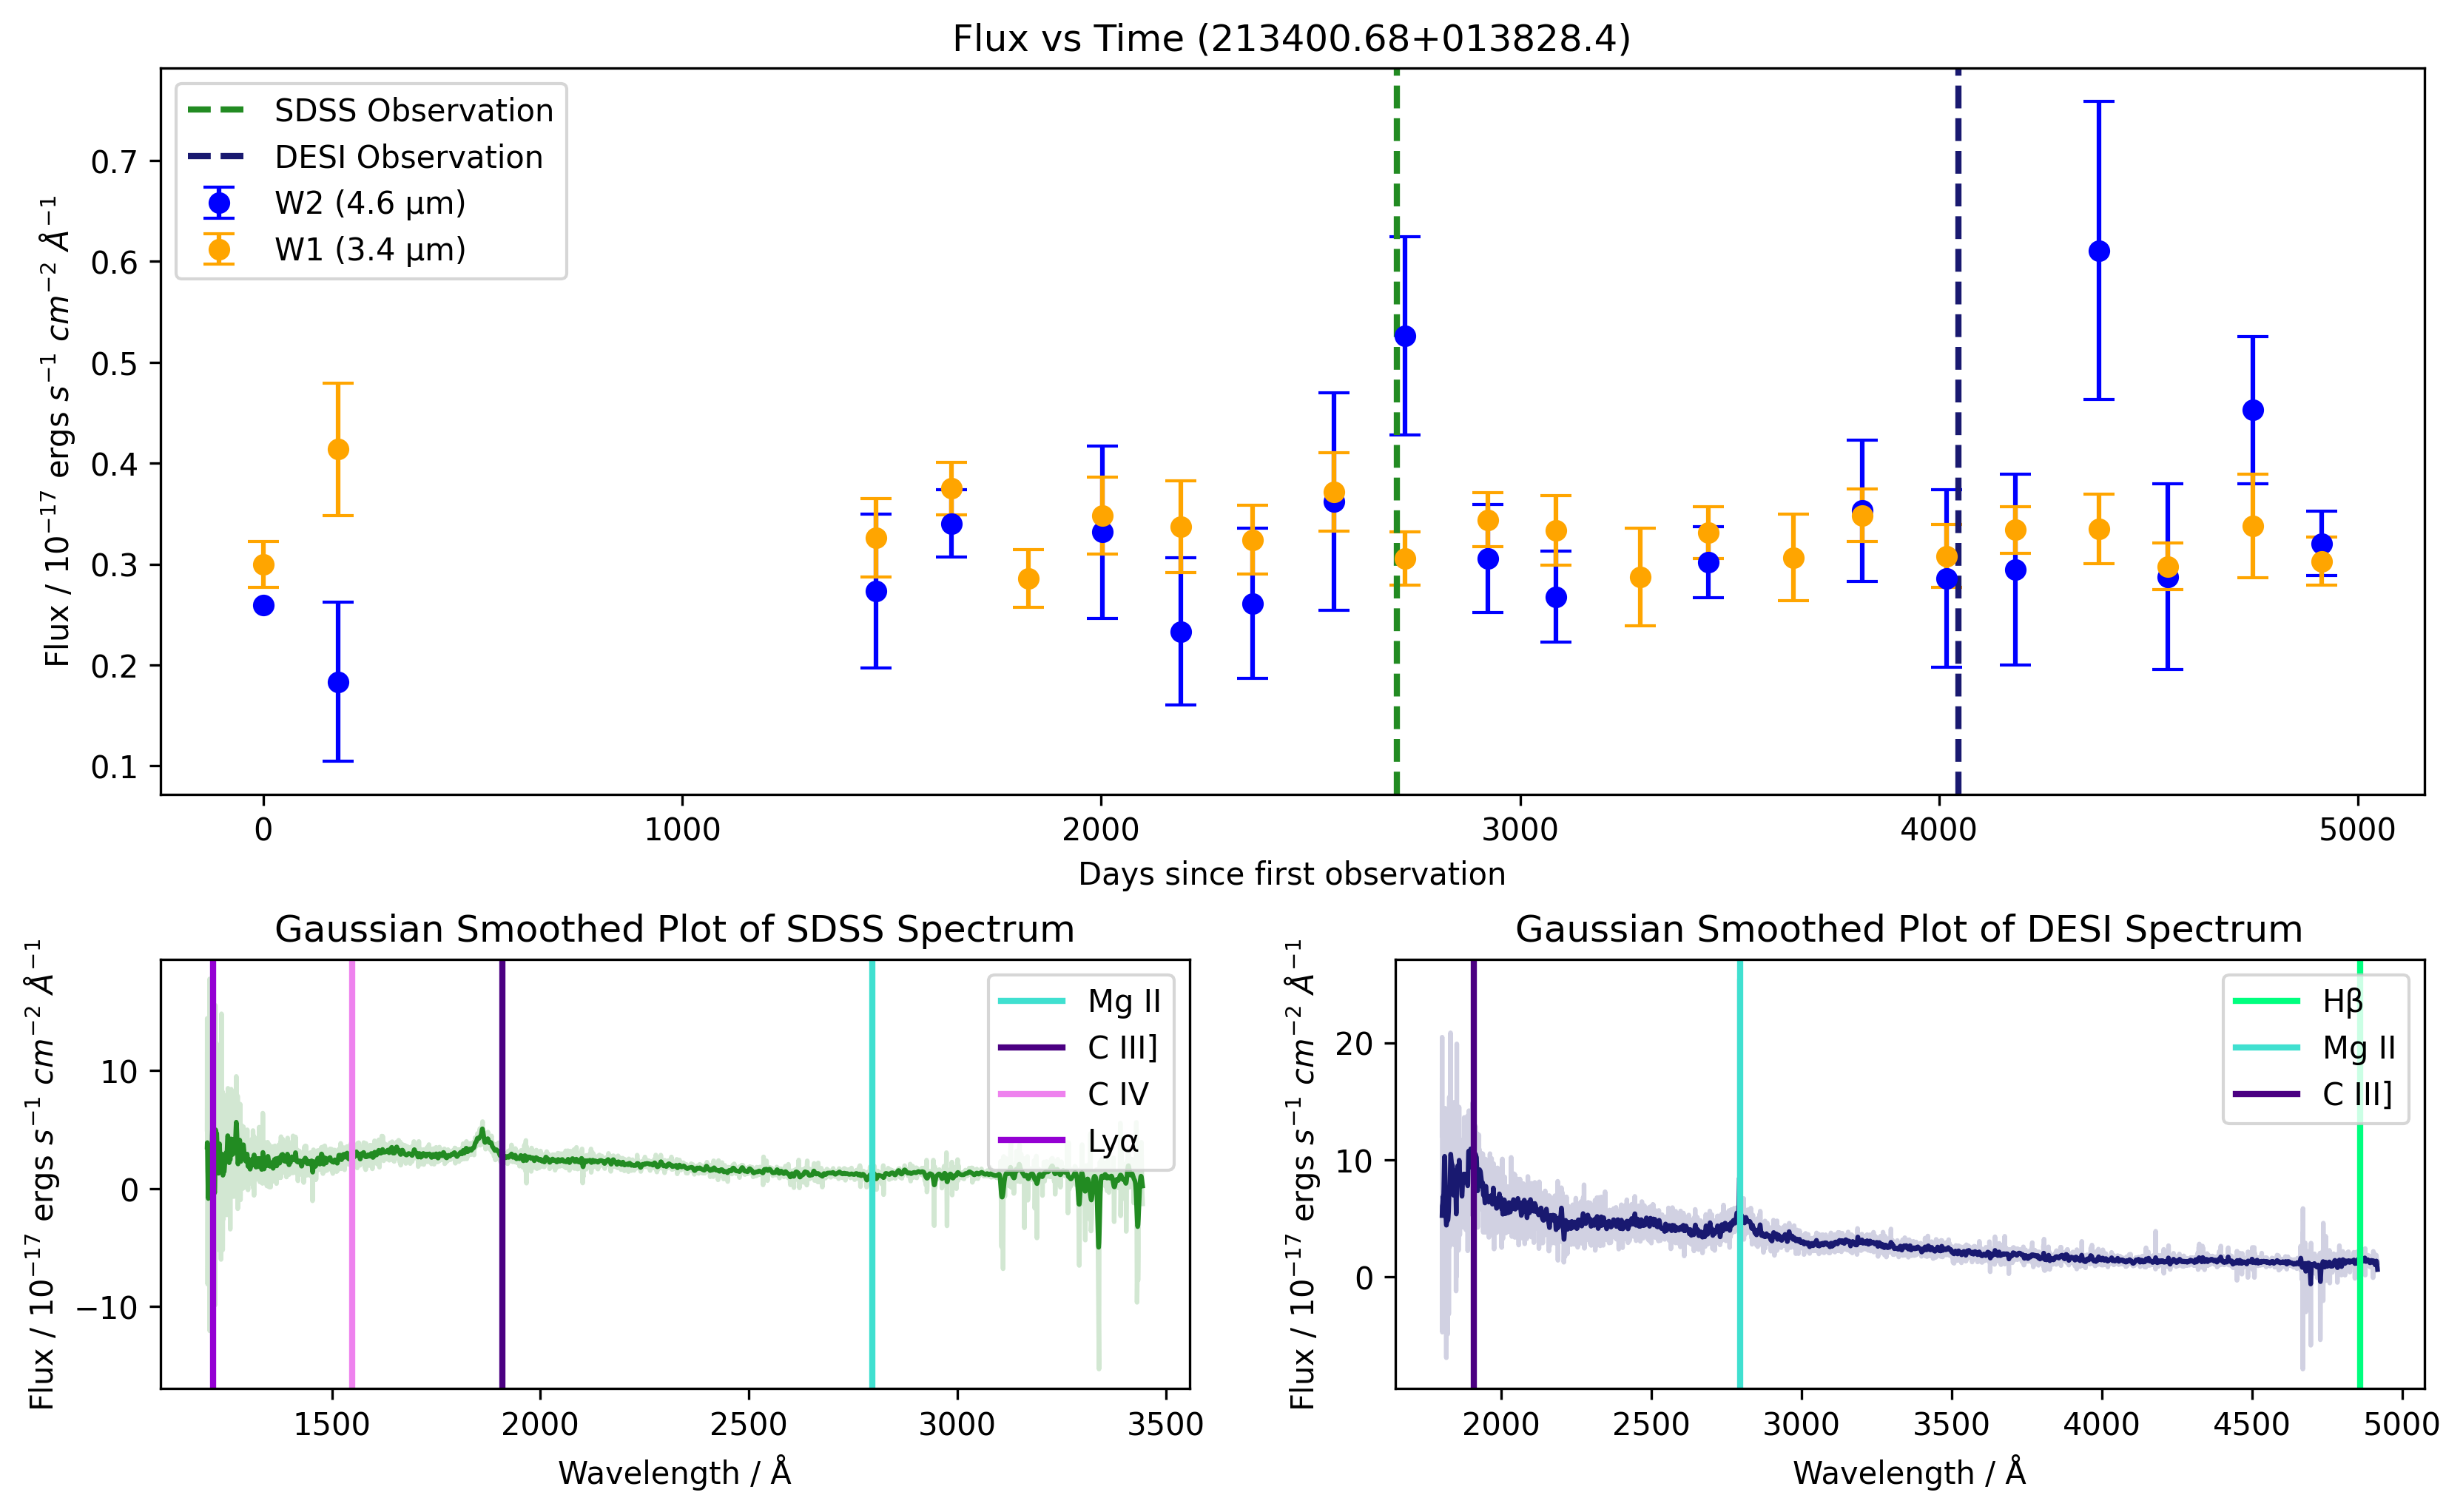 Flux vs Time (213400.68+013828.4)
Flux / 10⁻¹⁷ ergs s⁻¹ cm⁻² Å⁻¹
0.7
0.6
0.5
0.4
0.3
0.2
0.1
SDSS Observation
DESI Observation
W2 (4.6 μm)
W1 (3.4 μm)
0 1000 2000 3000 4000 5000
Days since first observation
Gaussian Smoothed Plot of SDSS Spectrum
Flux / 10⁻¹⁷ ergs s⁻¹ cm⁻² Å⁻¹
10
0
−10
Mg II
C III]
C IV
Lyα
1500 2000 2500 3000 3500
Wavelength / Å
Gaussian Smoothed Plot of DESI Spectrum
Flux / 10⁻¹⁷ ergs s⁻¹ cm⁻² Å⁻¹
20
10
0
Hβ
Mg II
C III]
2000 2500 3000 3500 4000 4500 5000
Wavelength / Å